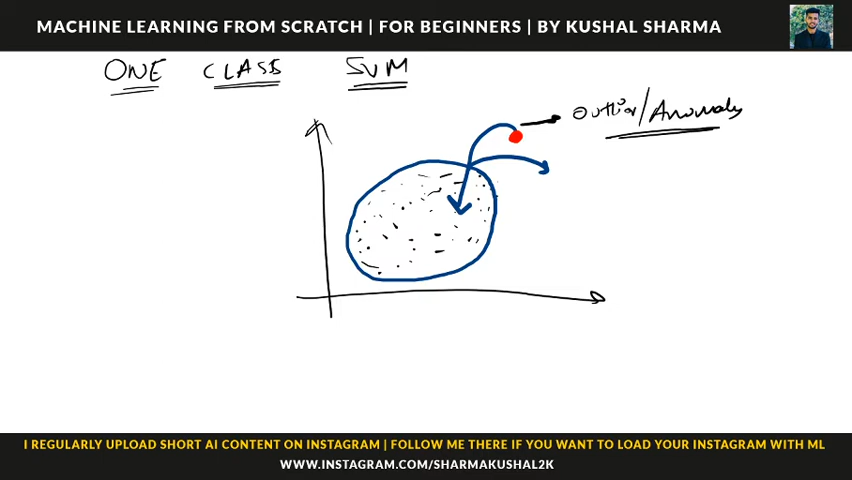 MACHINE LEARNING FROM SCRATCH | FOR BEGINNERS | BY KUSHAL SHARMA
ONE CLASS SVM
Outlier/Anomaly
I REGULARLY UPLOAD SHORT AI CONTENT ON INSTAGRAM | FOLLOW ME THERE IF YOU WANT TO LOAD YOUR INSTAGRAM WITH ML
WWW.INSTAGRAM.COM/SHARMAKUSHAL2K